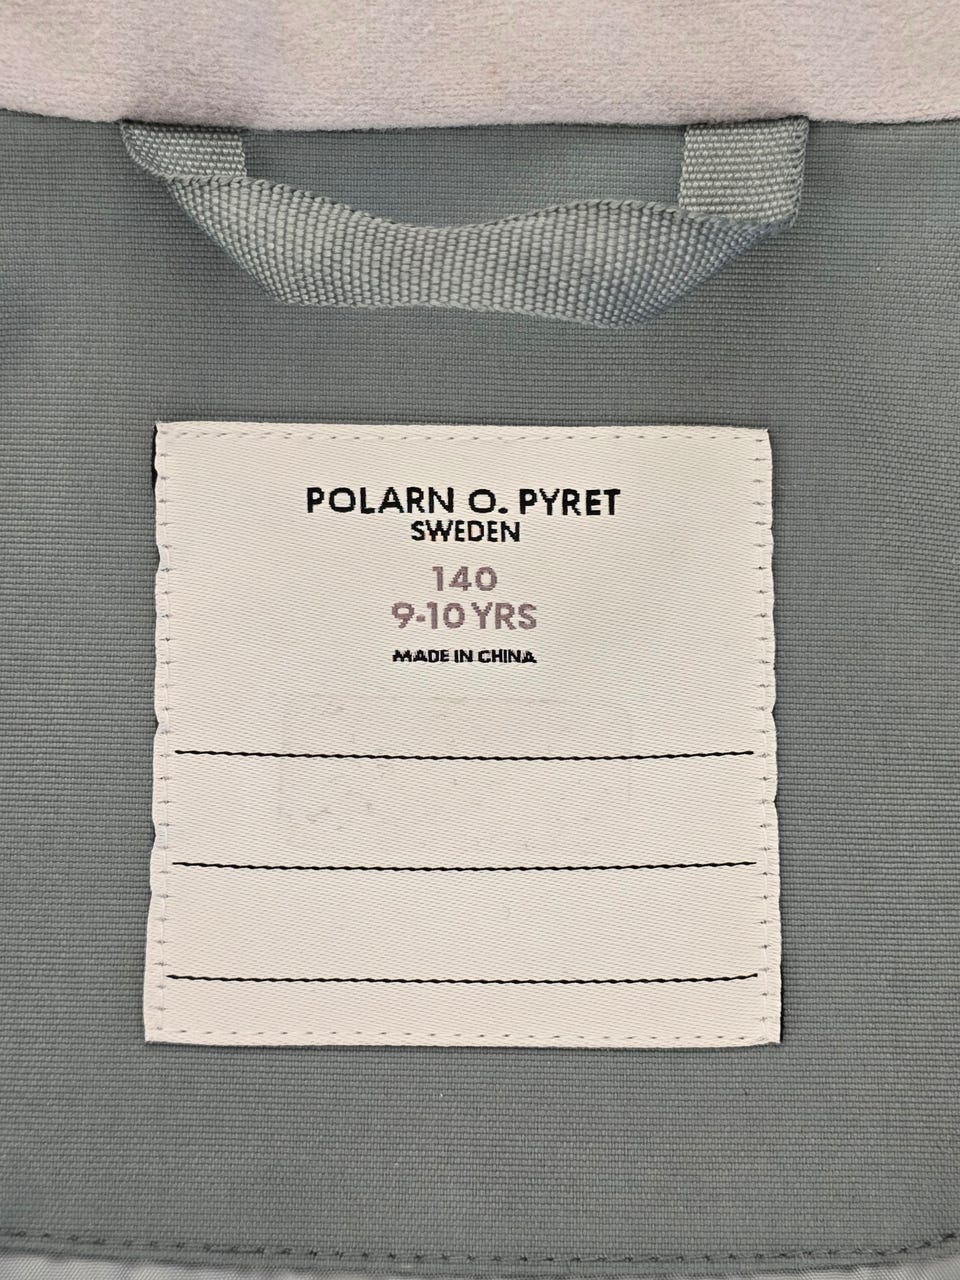 POLARN O. PYRET
SWEDEN
140
9-10 YRS
MADE IN CHINA